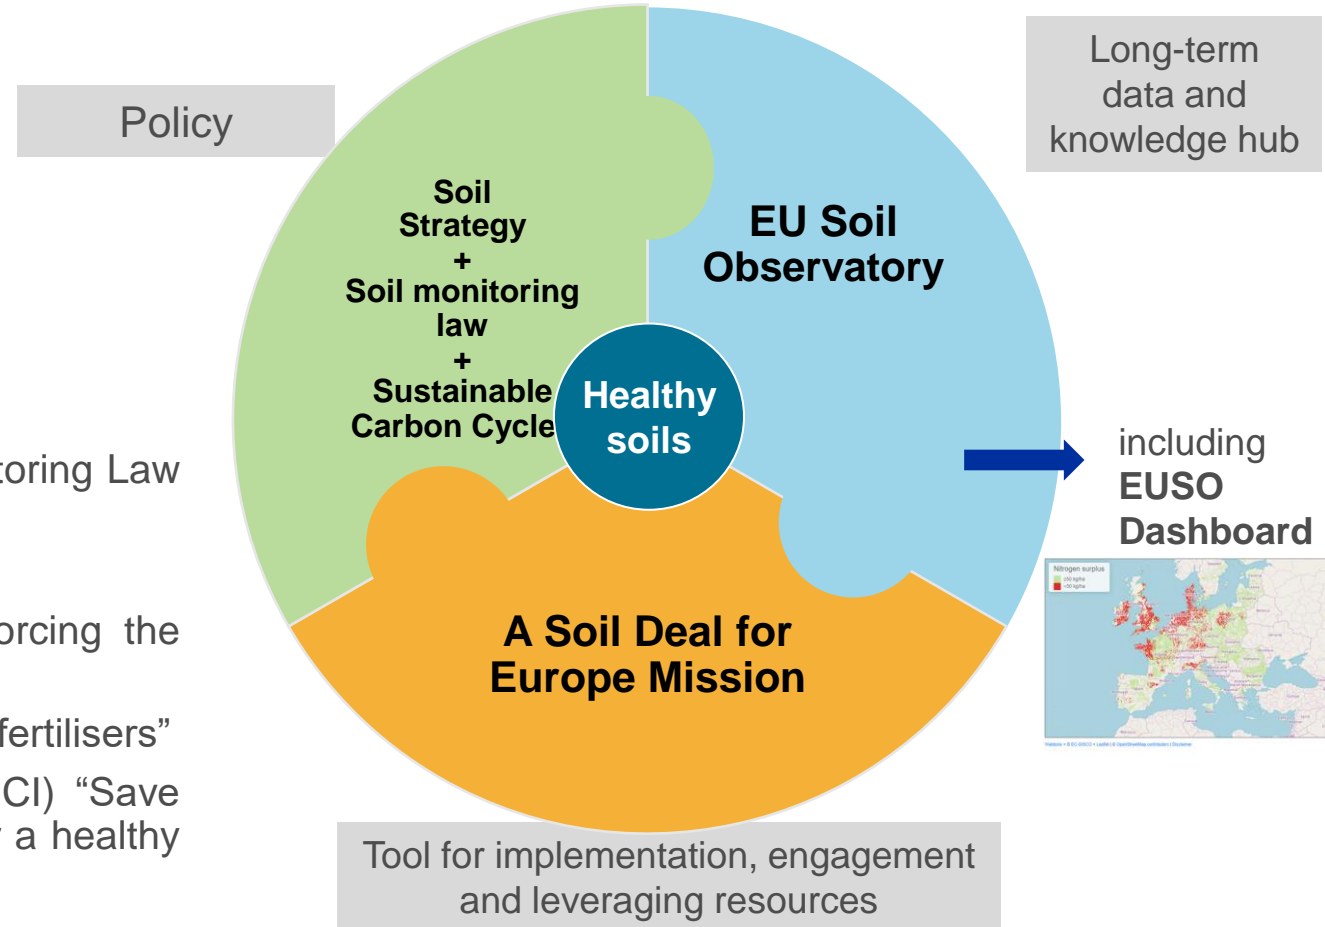 Policy
Long-term
data and
knowledge hub
Soil
Strategy
+
Soil monitoring
law
+
Sustainable
Carbon Cycle
EU Soil
Observatory
Healthy
soils
A Soil Deal for
Europe Mission
including
EUSO
Dashboard
Nitrogen surplus
Tool for implementation, engagement
and leveraging resources
toring Law
orcing the
fertilisers”
CI) “Save
a healthy